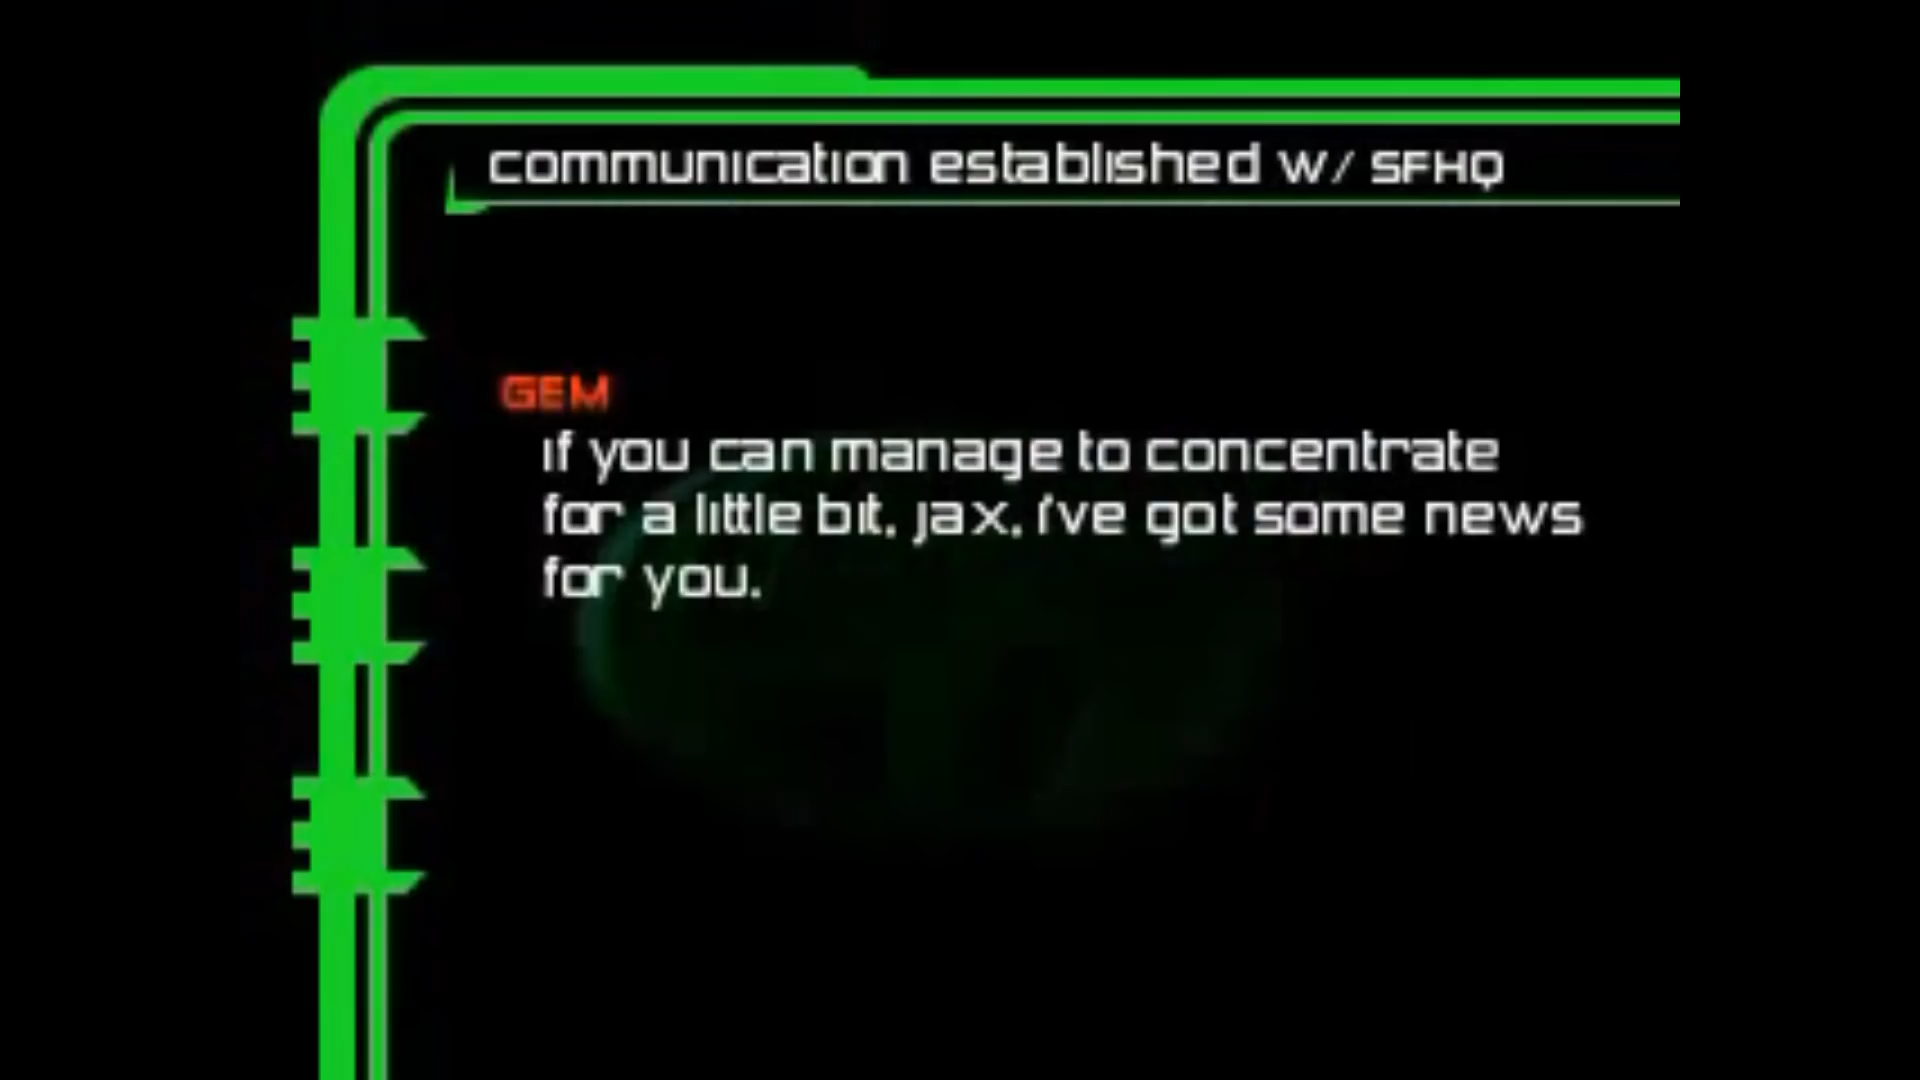 communication established W/ SFHQ
GEM
if you can manage to concentrate
for a little bit, jax, i've got some news
for you.